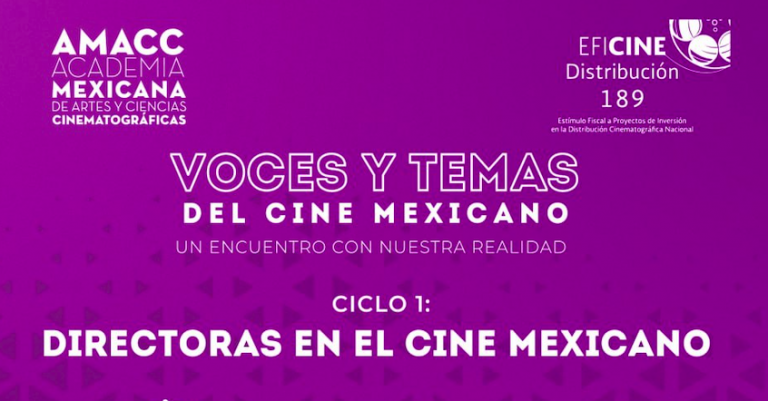 AMACC
ACADEMIA
MEXICANA
DE ARTES Y CIENCIAS
CINEMATOGRÁFICAS
EFICINE
Distribución
189
Estímulo Fiscal a Proyectos de Inversión
en la Distribución Cinematográfica Nacional
VOCES Y TEMAS
DEL CINE MEXICANO
UN ENCUENTRO CON NUESTRA REALIDAD
CICLO 1:
DIRECTORAS EN EL CINE MEXICANO